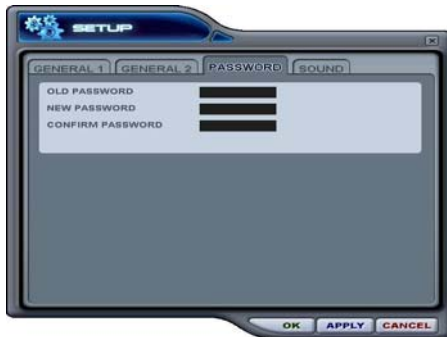 SETUP
GENERAL 1 GENERAL 2 PASSWORD SOUND
OLD PASSWORD
NEW PASSWORD
CONFIRM PASSWORD
OK APPLY CANCEL